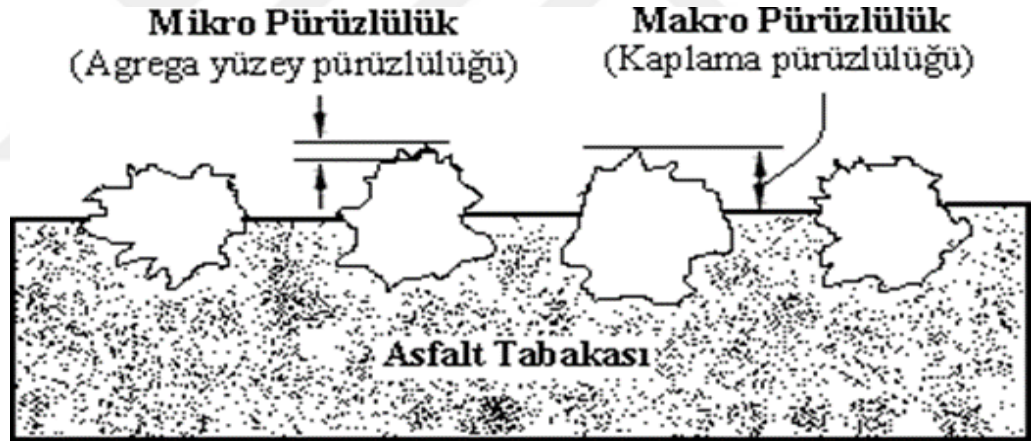 Mikro Pürüzlülük
(Agrega yüzey pürüzlülüğü)
Makro Pürüzlülük
(Kaplama pürüzlülüğü)
Asfalt Tabakası